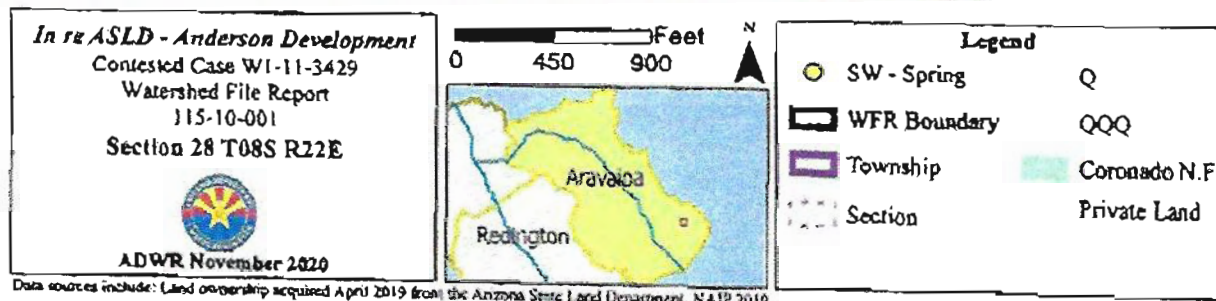 In re ASLD - Anderson Development
Contested Case W1-11-3429
Watershed File Report
115-10-001
Section 28 T08S R22E
ADWR November 2020
Feet
0 450 900
N
Aravaipa
Redington
Legend
SW - Spring
WFR Boundary
Township
Section
Q
QQQ
Coronado N.F
Private Land
Data sources include: Land ownership acquired April 2019 from the Arizona State Land Department, NAIP 2019